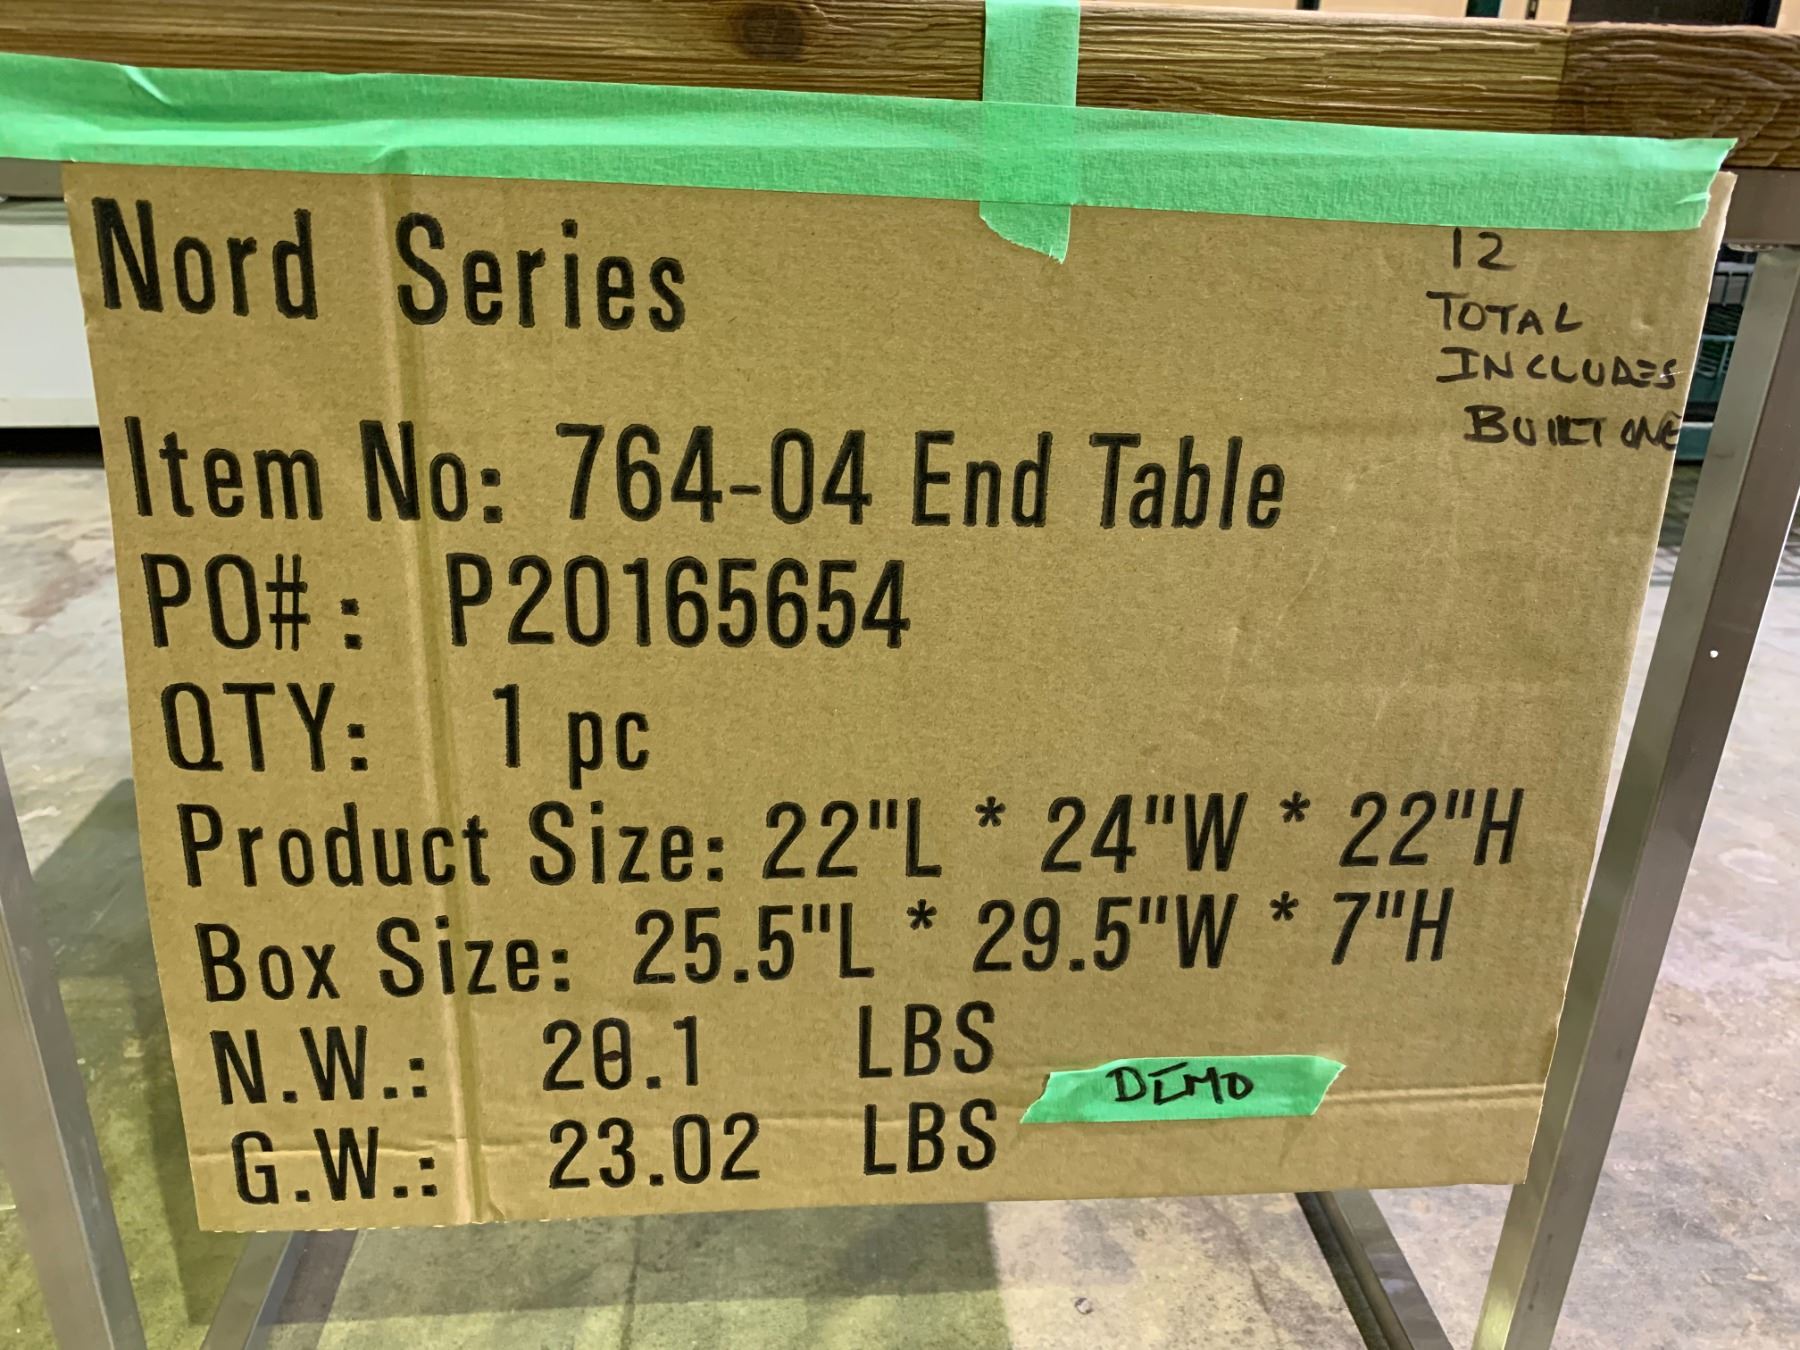 Nord Series
12
TOTAL
INCLUDES
BUILT ONE
Item No: 764-04 End Table
PO#: P20165654
QTY: 1 pc
Product Size: 22"L * 24"W * 22"H
Box Size: 25.5"L * 29.5"W * 7"H
N.W.: 20.1 LBS
G.W.: 23.02 LBS
DEMO